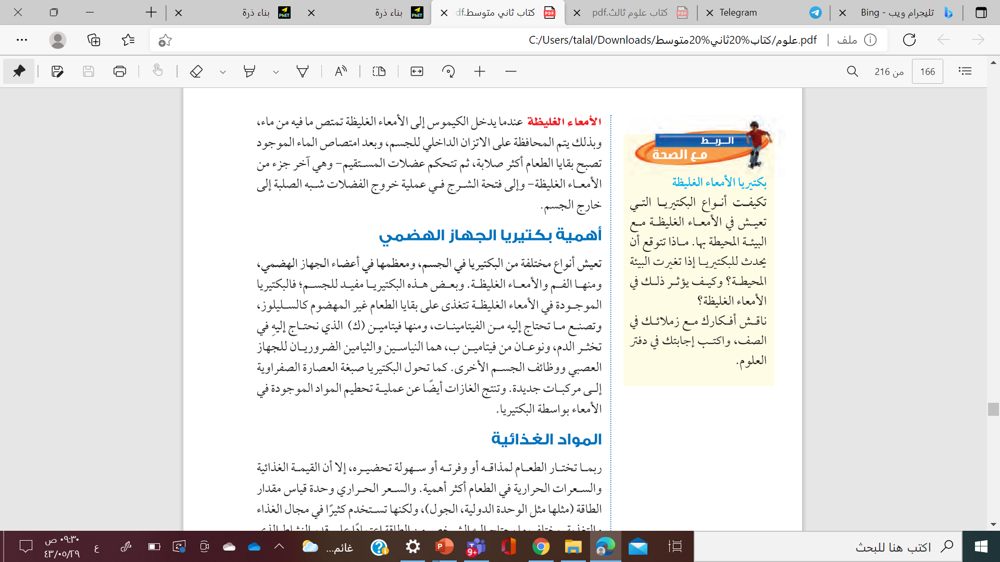 تليجرام ويب - Bing
Telegram
كتاب علوم ثالث.pdf
كتاب ثاني متوسط.pdf
بناء ذرة
بناء ذرة
ملف
C:/Users/talal/Downloads/علوم/كتاب%20ثاني%20متوسط.pdf
166
من 216
الأمعاء الغليظة عندما يدخل الكيموس إلى الأمعاء الغليظة تمتص ما فيه من ماء،
وبذلك يتم المحافظة على الاتزان الداخلي للجسم، وبعد امتصاص الماء الموجود
تصبح بقايا الطعام أكثر صلابة، ثم تتحكم عضلات المستقيم- وهي آخر جزء من
الأمعاء الغليظة- وإلى فتحة الشرج في عملية خروج الفضلات شبه الصلبة إلى
خارج الجسم.
أهمية بكتيريا الجهاز الهضمي
تعيش أنواع مختلفة من البكتيريا في الجسم، ومعظمها في أعضاء الجهاز الهضمي،
ومنها الفم والأمعاء الغليظة. وبعض هذه البكتيريا مفيد للجسم؛ فالبكتيريا
الموجودة في الأمعاء الغليظة تتغذى على بقايا الطعام غير المهضوم كالسليلوز،
وتصنع ما تحتاج إليه من الفيتامينات، ومنها فيتامين (ك) الذي نحتاج إليهِ في
تخثر الدم، ونوعان من فيتامين ب، هما النياسين والثيامين الضروريان للجهاز
العصبي ووظائف الجسم الأخرى. كما تحول البكتيريا صبغة العصارة الصفراوية
إلى مركبات جديدة. وتنتج الغازات أيضًا عن عملية تحطيم المواد الموجودة في
الأمعاء بواسطة البكتيريا.
المواد الغذائية
ربما تختار الطعام لمذاقه أو وفرته أو سهولة تحضيره، إلا أن القيمة الغذائية
والسعرات الحرارية في الطعام أكثر أهمية. والسعر الحراري وحدة قياس مقدار
الطاقة (مثلها مثل الوحدة الدولية، الجول)، ولكنها تستخدم كثيرًا في مجال الغذاء
الربط
مع الصحة
بكتيريا الأمعاء الغليظة
تكيفت أنواع البكتيريا التي
تعيش في الأمعاء الغليظة مع
البيئة المحيطة بها. ماذا تتوقع أن
يحدث للبكتيريا إذا تغيرت البيئة
المحيطة؟ وكيف يؤثر ذلك في
الأمعاء الغليظة؟
ناقش أفكارك مع زملائك في
الصف، واكتب إجابتك في دفتر
العلوم.
اكتب هنا للبحث
9+
غائم...
ع
٠٩:٣٠ ص
٤٣/٠٥/٢٩